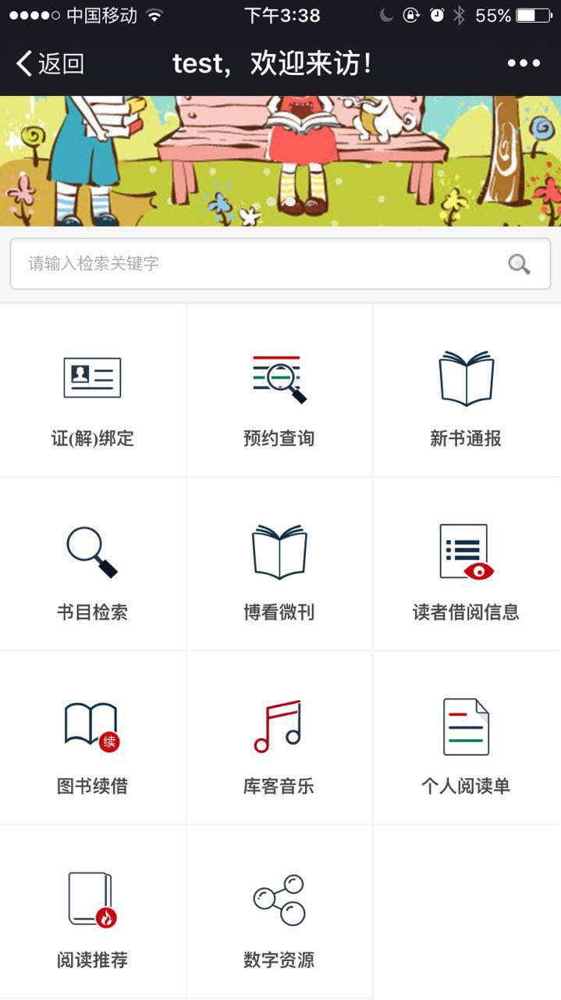 中国移动 下午3:38 55%
返回 test，欢迎来访！
请输入检索关键字
证(解)绑定 预约查询 新书通报
书目检索 博看微刊 读者借阅信息
续
图书续借 库客音乐 个人阅读单
阅读推荐 数字资源